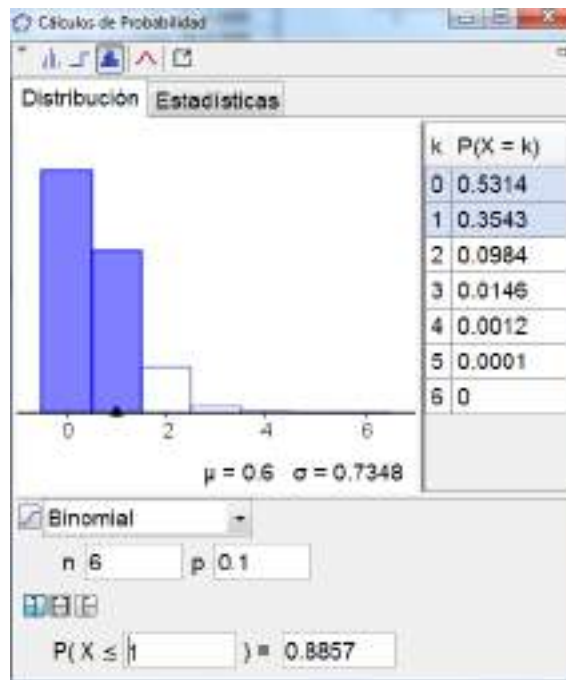 Cálculos de Probabilidad
Distribución Estadísticas
k P(X = k)
0 0.5314
1 0.3543
2 0.0984
3 0.0146
4 0.0012
5 0.0001
6 0
0 2 4 6
μ = 0.6 σ = 0.7348
Binomial
n 6 p 0.1
P( X ≤ 1 ) = 0.8857